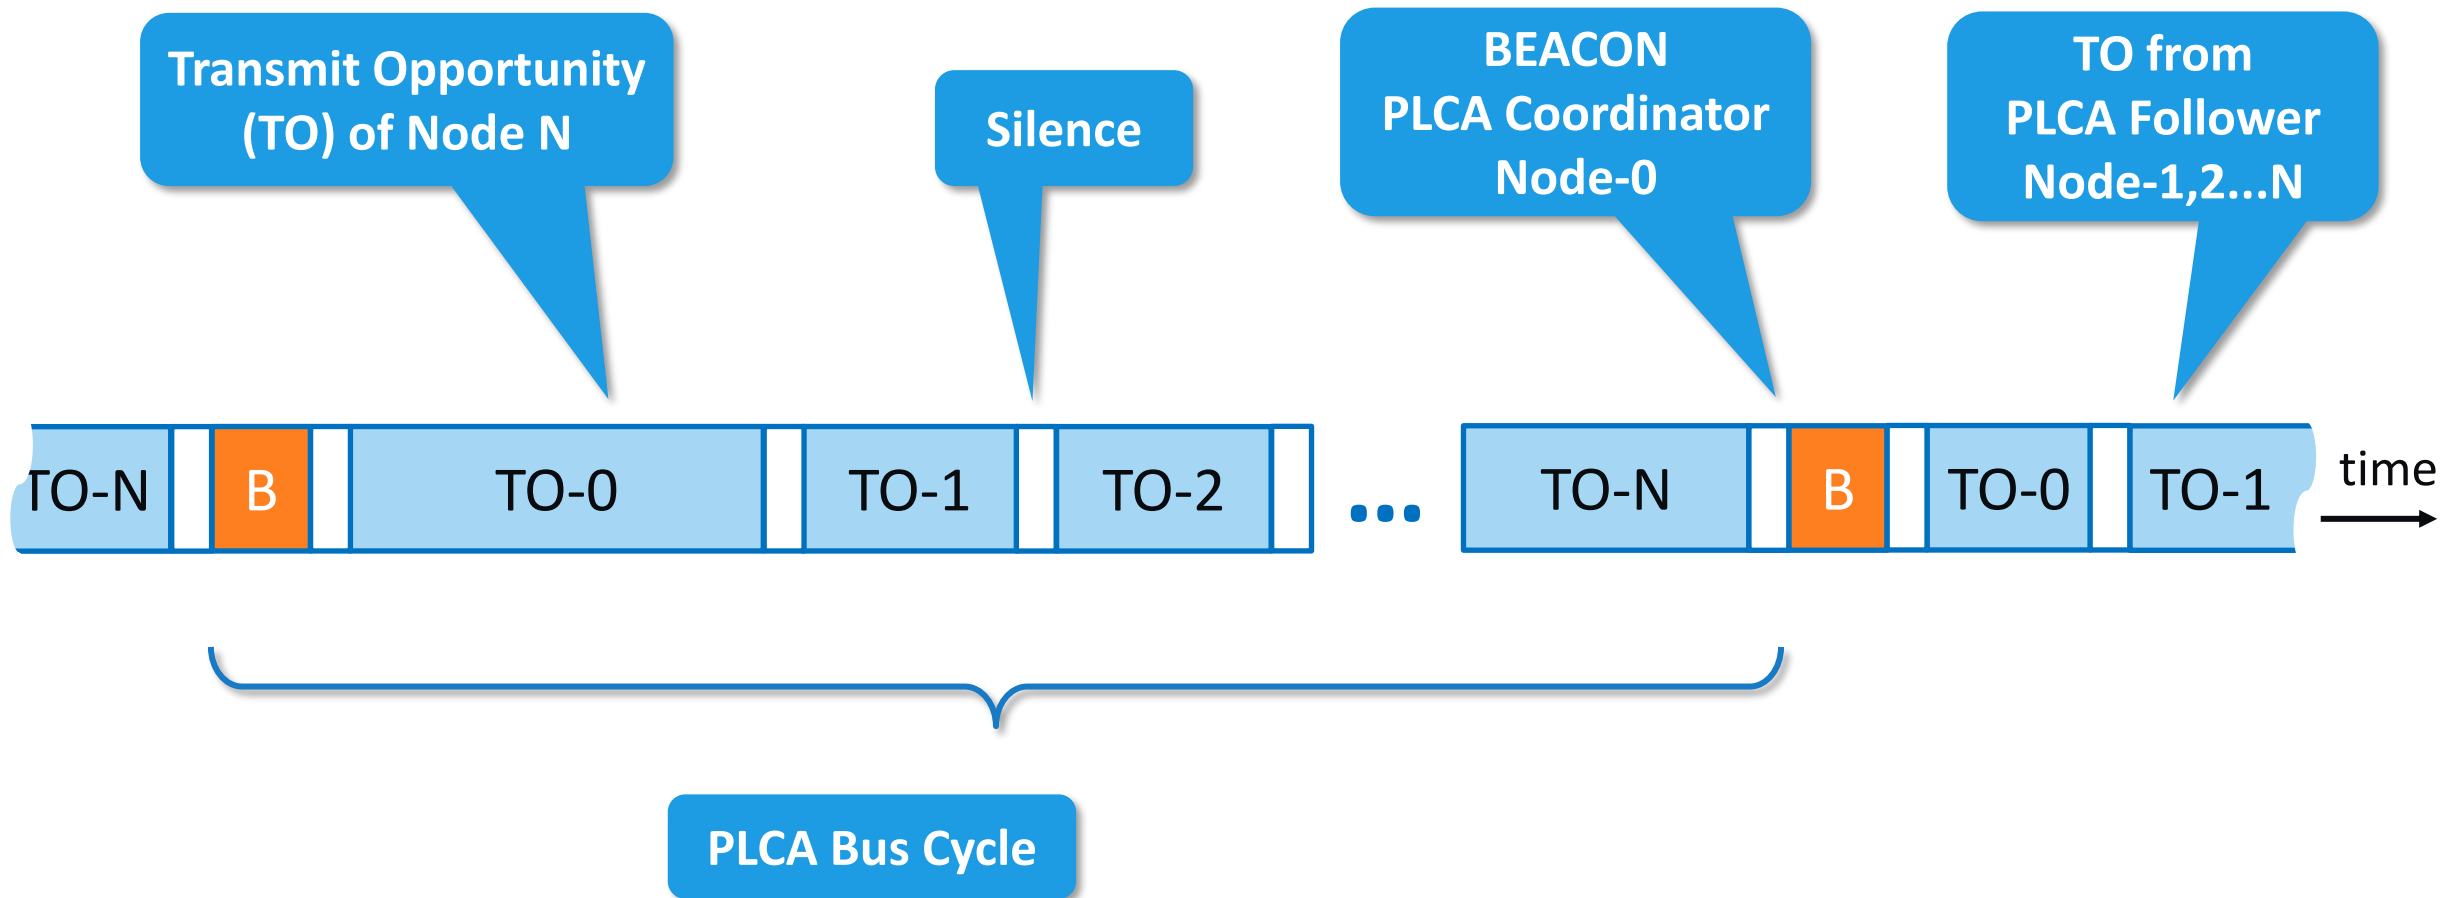 Transmit Opportunity
(TO) of Node N
Silence
BEACON
PLCA Coordinator
Node-0
TO from
PLCA Follower
Node-1,2...N
TO-N
B
TO-0
TO-1
TO-2
...
TO-N
B
TO-0
TO-1
time
PLCA Bus Cycle